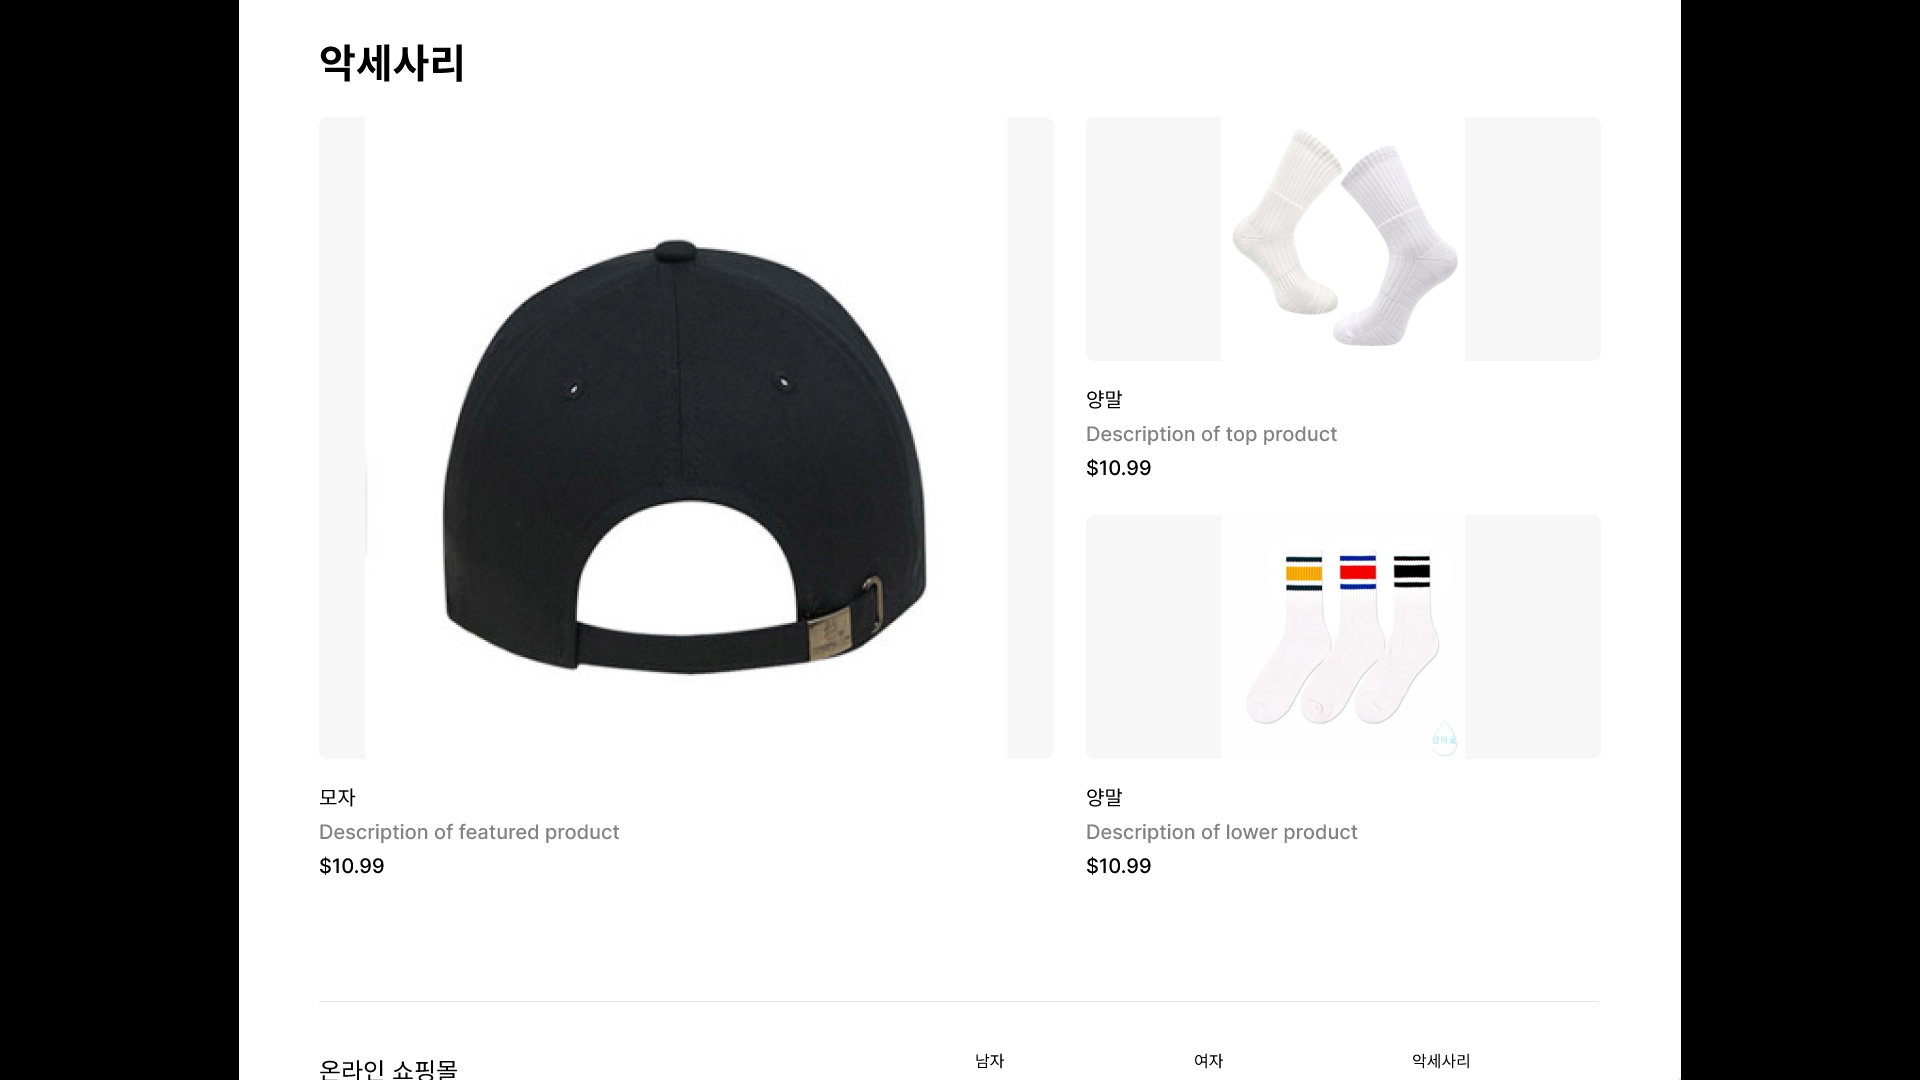 악세사리
양말
Description of top product
$10.99
모자
Description of featured product
$10.99
양말
Description of lower product
$10.99
온라인 쇼핑몰
남자
여자
악세사리